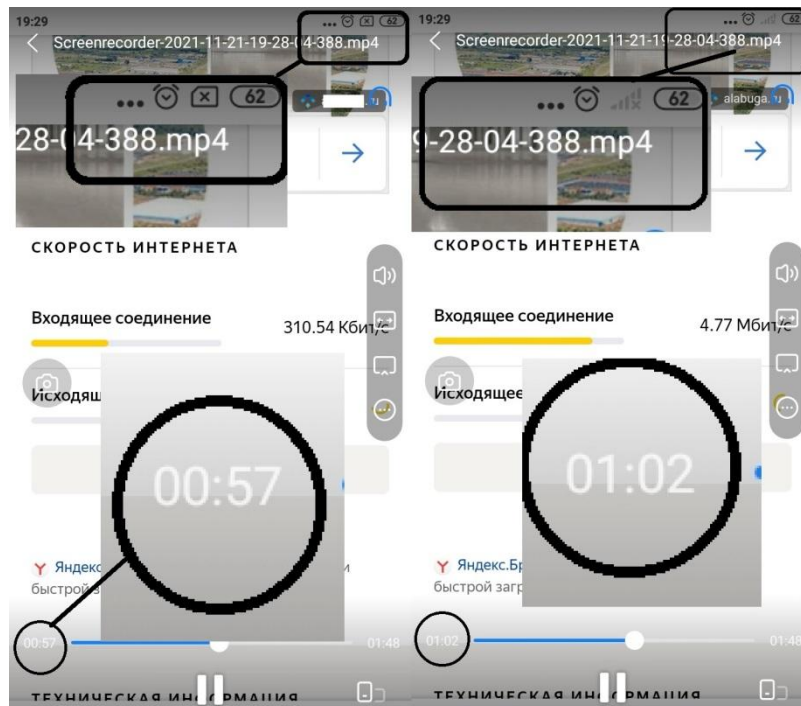 19:29
62
Screenrecorder-2021-11-21-19-28-04-388.mp4
62
28-04-388.mp4
СКОРОСТЬ ИНТЕРНЕТА
Входящее соединение
310.54 Кбит/с
00:57
Яндекс
быстрой з
00:57
01:48
ТЕХНИЧЕСКАЯ ИНФОРМАЦИЯ
19:29
62
Screenrecorder-2021-11-21-19-28-04-388.mp4
62
alabuga.ru
9-28-04-388.mp4
СКОРОСТЬ ИНТЕРНЕТА
Входящее соединение
4.77 Мбит/с
Исходящее
01:02
Яндекс.Бр
быстрой загр
01:02
01:48
ТЕХНИЧЕСКАЯ ИНФОРМАЦИЯ